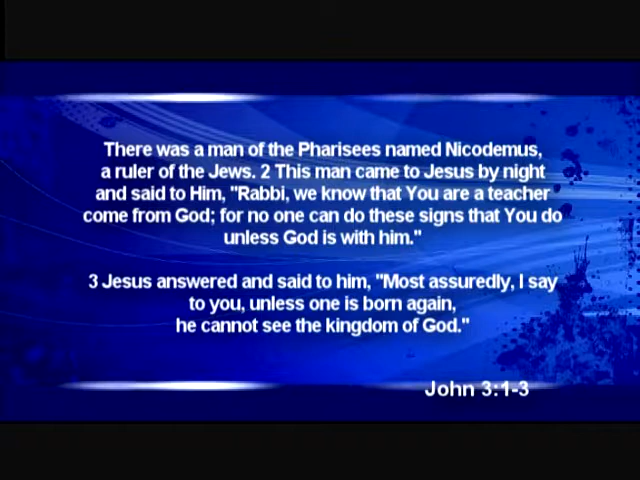 There was a man of the Pharisees named Nicodemus,
a ruler of the Jews. 2 This man came to Jesus by night
and said to Him, "Rabbi, we know that You are a teacher
come from God; for no one can do these signs that You do
unless God is with him."
3 Jesus answered and said to him, "Most assuredly, I say
to you, unless one is born again,
he cannot see the kingdom of God."
John 3:1-3